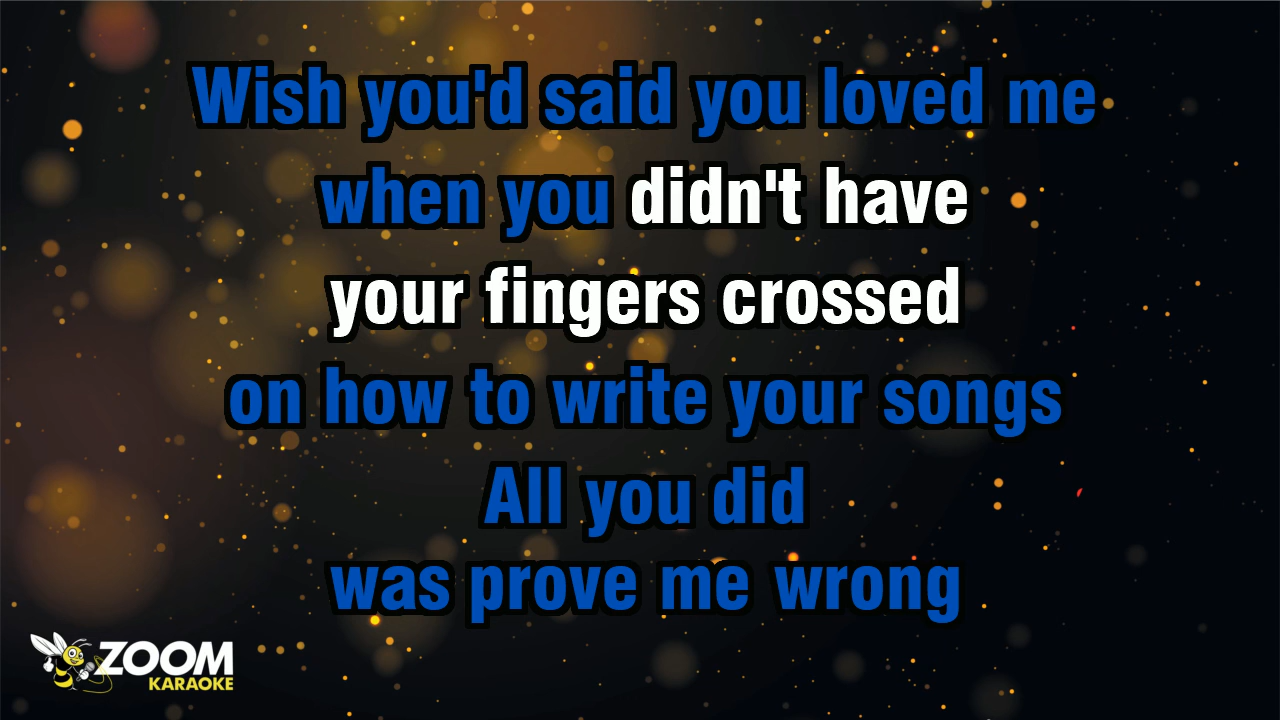 Wish you'd said you loved me
when you didn't have
your fingers crossed
on how to write your songs
All you did
was prove me wrong
ZOOM
KARAOKE